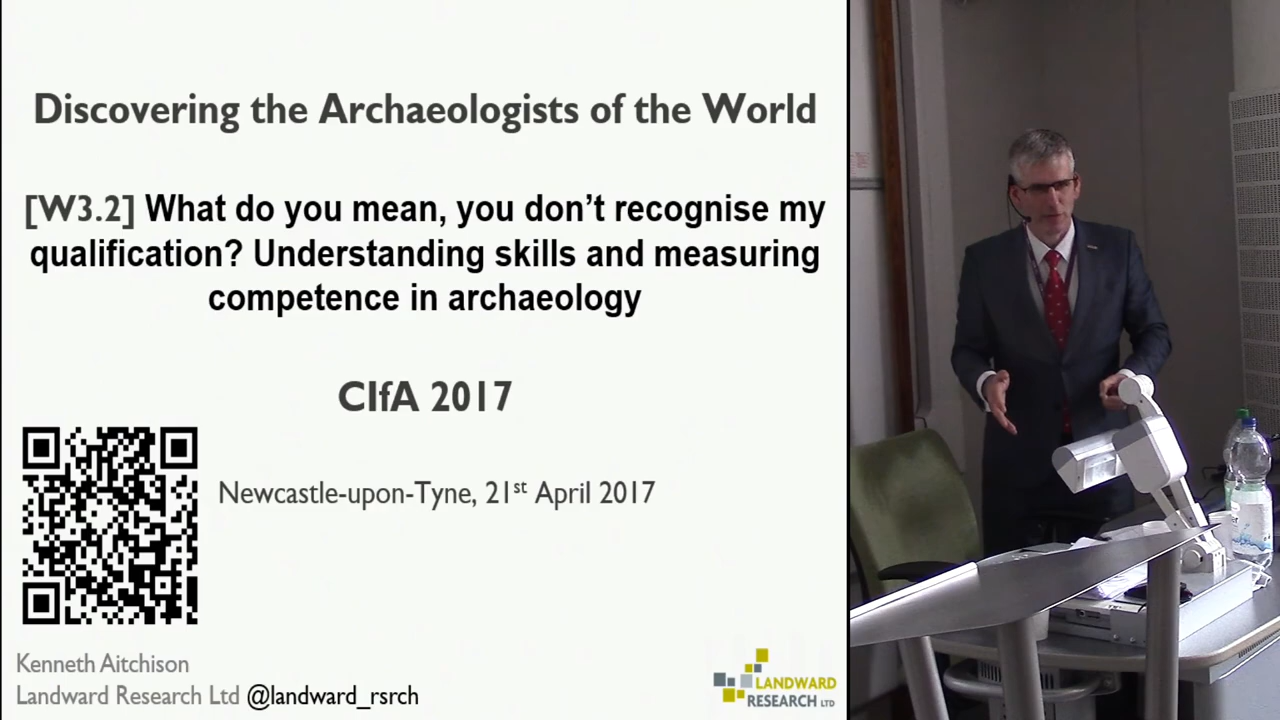 Discovering the Archaeologists of the World
[W3.2] What do you mean, you don’t recognise my
qualification? Understanding skills and measuring
competence in archaeology
CIfA 2017
Newcastle-upon-Tyne, 21st April 2017
Kenneth Aitchison
Landward Research Ltd @landward_rsrch
LANDWARD
RESEARCH LTD